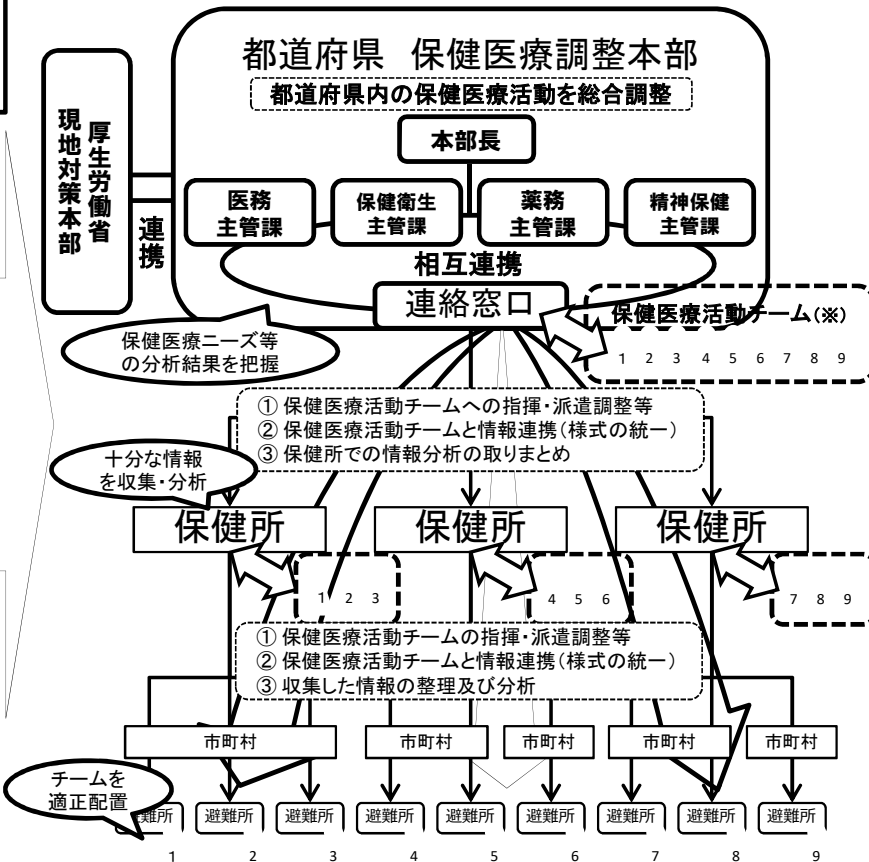 都道府県 保健医療調整本部
都道府県内の保健医療活動を総合調整
本部長
厚生労働省
現地対策本部
連携
医務
主管課
保健衛生
主管課
薬務
主管課
精神保健
主管課
相互連携
連絡窓口
保健医療活動チーム(※)
1 2 3 4 5 6 7 8 9
保健医療ニーズ等
の分析結果を把握
① 保健医療活動チームへの指揮・派遣調整等
② 保健医療活動チームと情報連携(様式の統一)
③ 保健所での情報分析の取りまとめ
十分な情報
を収集・分析
保健所
保健所
保健所
1 2 3
4 5 6
7 8 9
① 保健医療活動チームの指揮・派遣調整等
② 保健医療活動チームと情報連携(様式の統一)
③ 収集した情報の整理及び分析
市町村
市町村
市町村
市町村
市町村
チームを
適正配置
難所
避難所
避難所
避難所
避難所
避難所
避難所
避難所
避難所
1 2 3 4 5 6 7 8 9